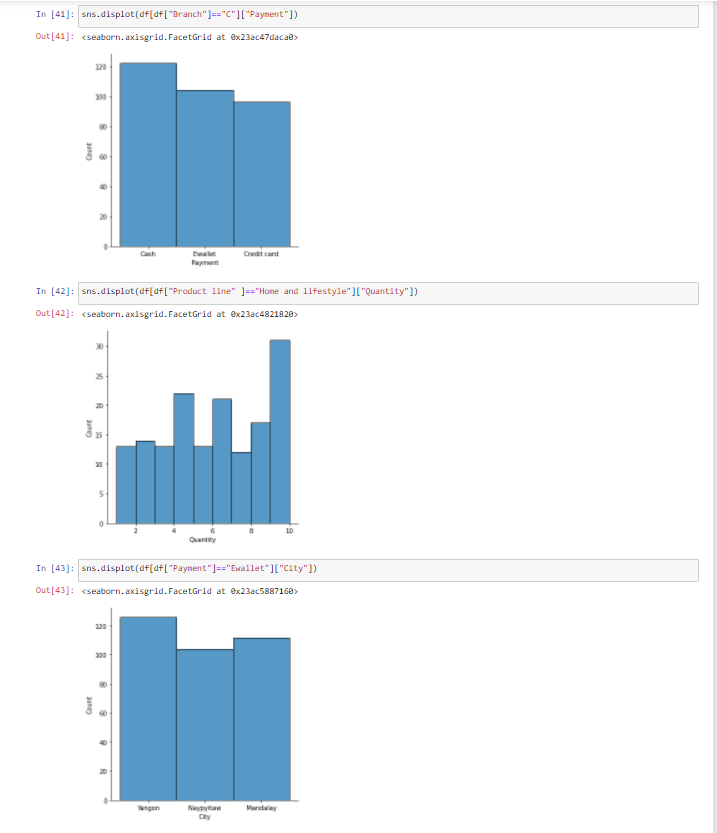 In [41]: sns.displot(df[df["Branch"]=="C"]["Payment"])
Out[41]: <seaborn.axisgrid.FacetGrid at 0x23ac47daca0>
120
100
80
60
40
20
0
Count
Cash Ewallet Credit card
Payment
In [42]: sns.displot(df[df["Product line" ]=="Home and lifestyle"]["Quantity"])
Out[42]: <seaborn.axisgrid.FacetGrid at 0x23ac4821820>
30
25
20
15
10
5
0
Count
2 4 6 8 10
Quantity
In [43]: sns.displot(df[df["Payment"]=="Ewallet"]["City"])
Out[43]: <seaborn.axisgrid.FacetGrid at 0x23ac5887160>
120
100
80
60
40
20
0
Count
Yangon Naypyitaw Mandalay
City